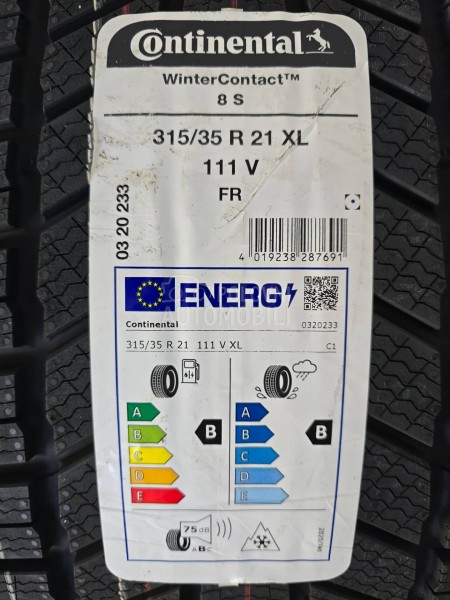 Continental
WinterContact™
8 S
315/35 R 21 XL
111 V
FR
03 20 233
4 019238 287691
ENERG
AUTOMOBILI
Continental 0320233
315/35 R 21 111 V XL C1
A A
B B B B
C C
D D
E E
75 dB
ABC